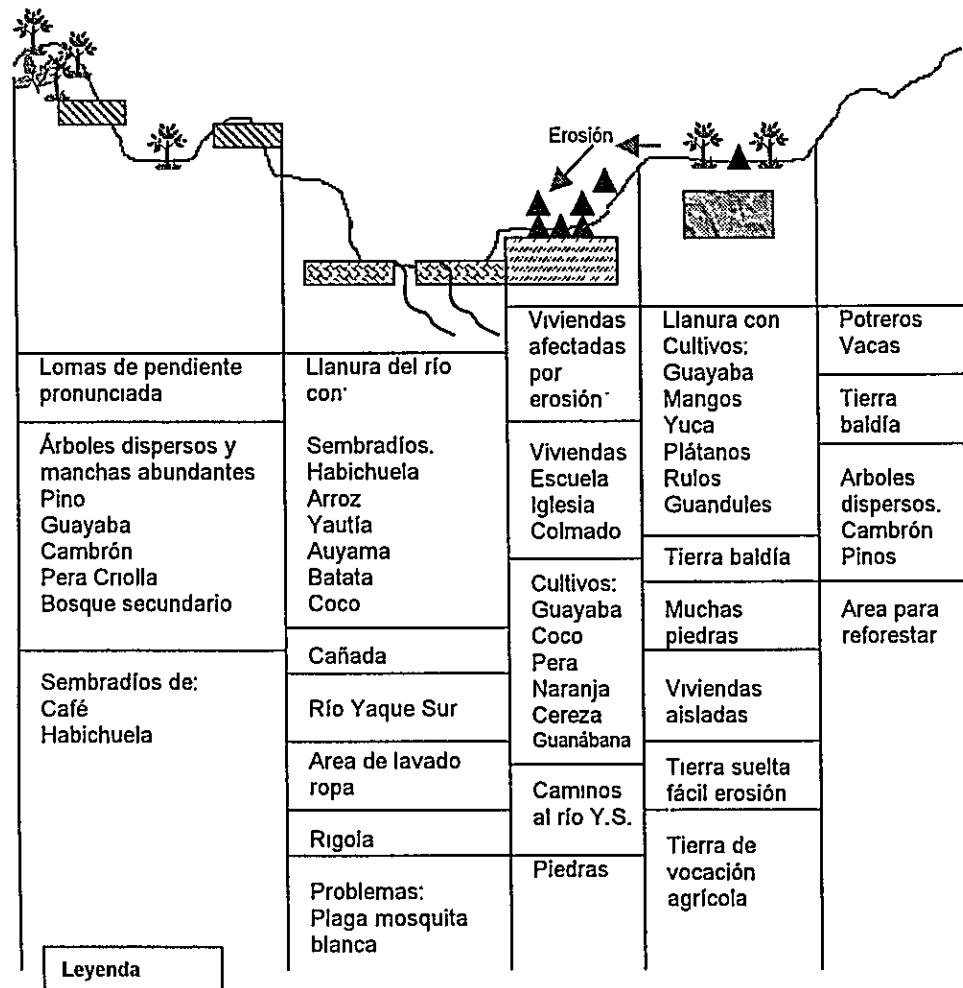 Erosión
Lomas de pendiente
pronunciada
Árboles dispersos y
manchas abundantes
Pino
Guayaba
Cambrón
Pera Criolla
Bosque secundario
Sembradíos de:
Café
Habichuela
Llanura del río
con:
Sembradíos.
Habichuela
Arroz
Yautía
Auyama
Batata
Coco
Cañada
Río Yaque Sur
Area de lavado
ropa
Rigola
Problemas:
Plaga mosquita
blanca
Viviendas
afectadas
por
erosión
Viviendas
Escuela
Iglesia
Colmado
Cultivos:
Guayaba
Coco
Pera
Naranja
Cereza
Guanábana
Caminos
al río Y.S.
Piedras
Llanura con
Cultivos:
Guayaba
Mangos
Yuca
Plátanos
Rulos
Guandules
Tierra baldía
Muchas
piedras
Viviendas
aisladas
Tierra suelta
fácil erosión
Tierra de
vocación
agrícola
Potreros
Vacas
Tierra
baldía
Arboles
dispersos.
Cambrón
Pinos
Area para
reforestar
Leyenda